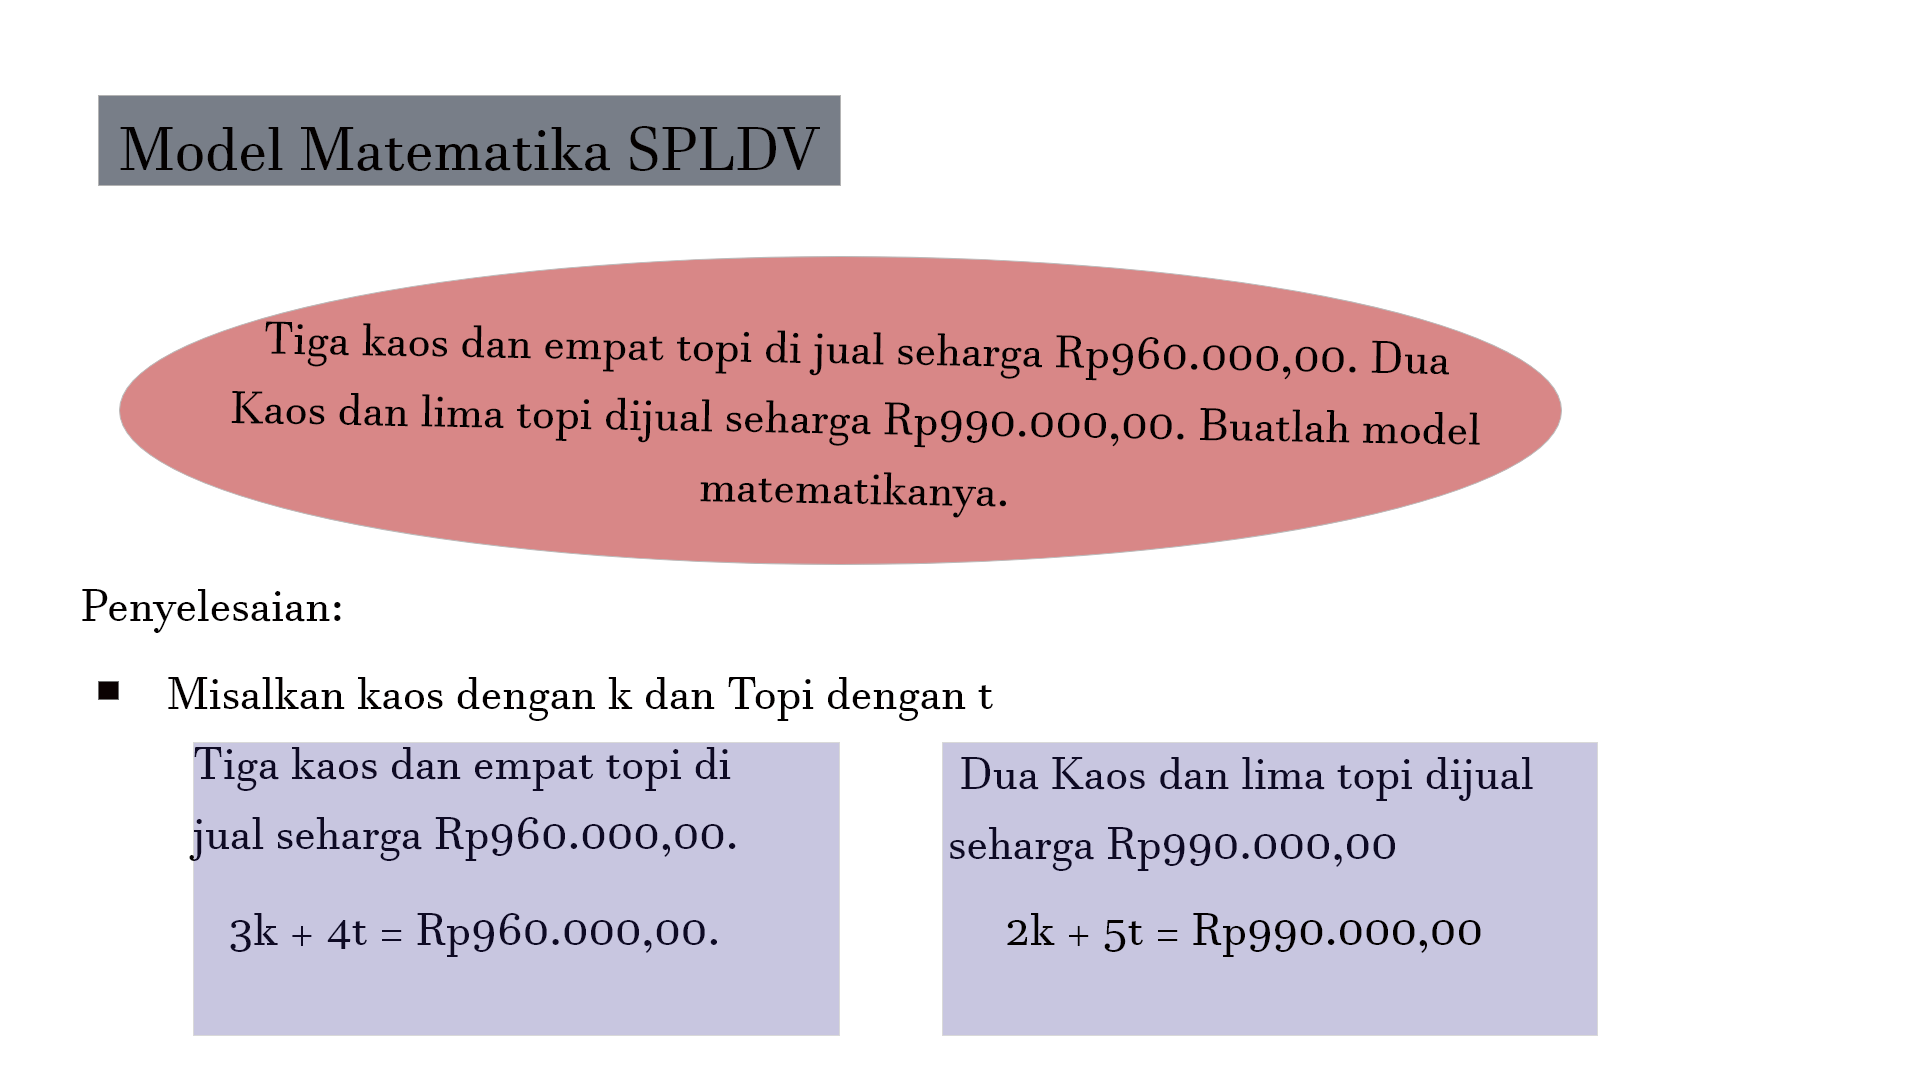 Model Matematika SPLDV
Tiga kaos dan empat topi di jual seharga Rp960.000,00. Dua
Kaos dan lima topi dijual seharga Rp990.000,00. Buatlah model
matematikanya.
Penyelesaian:
Misalkan kaos dengan k dan Topi dengan t
Tiga kaos dan empat topi di
jual seharga Rp960.000,00.
3k + 4t = Rp960.000,00.
Dua Kaos dan lima topi dijual
seharga Rp990.000,00
2k + 5t = Rp990.000,00